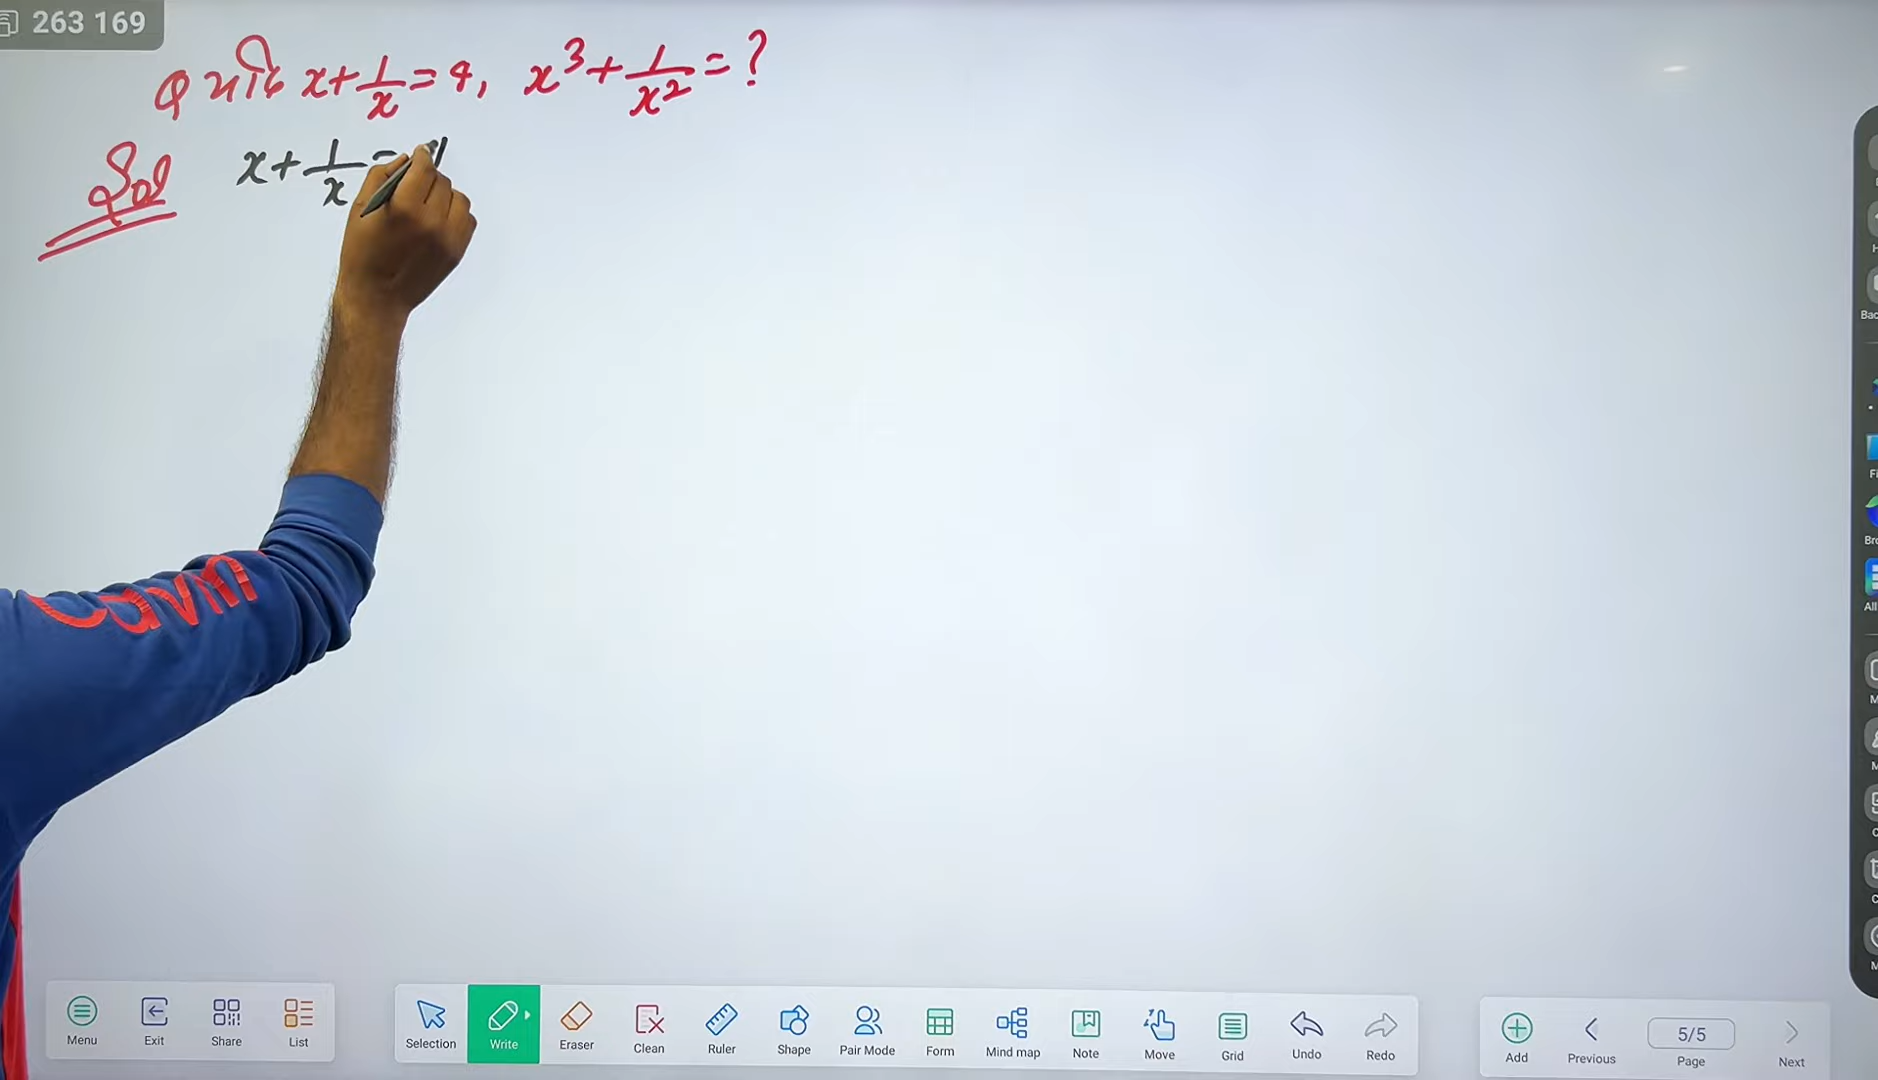 263 169
Q यदि x+1/x=4, x³+1/x²=?
Sol x+1/x=4
Menu Exit Share List Selection Write Eraser Clean Ruler Shape Pair Mode Form Mind map Note Move Grid Undo Redo Add Previous 5/5 Page Next